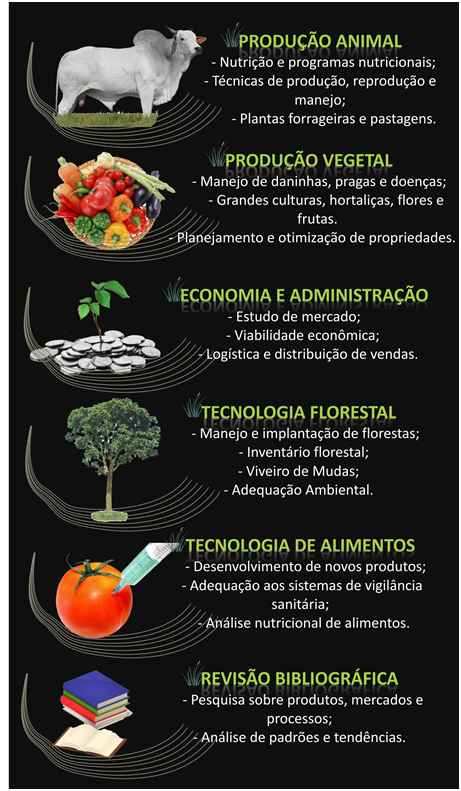 PRODUÇÃO ANIMAL
- Nutrição e programas nutricionais;
- Técnicas de produção, reprodução e
manejo;
- Plantas forrageiras e pastagens.
PRODUÇÃO VEGETAL
- Manejo de daninhas, pragas e doenças;
- Grandes culturas, hortaliças, flores e
frutas.
- Planejamento e otimização de propriedades.
ECONOMIA E ADMINISTRAÇÃO
- Estudo de mercado;
- Viabilidade econômica;
- Logística e distribuição de vendas.
TECNOLOGIA FLORESTAL
- Manejo e implantação de florestas;
- Inventário florestal;
- Viveiro de Mudas;
- Adequação Ambiental.
TECNOLOGIA DE ALIMENTOS
- Desenvolvimento de novos produtos;
- Adequação aos sistemas de vigilância
sanitária;
- Análise nutricional de alimentos.
REVISÃO BIBLIOGRÁFICA
- Pesquisa sobre produtos, mercados e
processos;
- Análise de padrões e tendências.